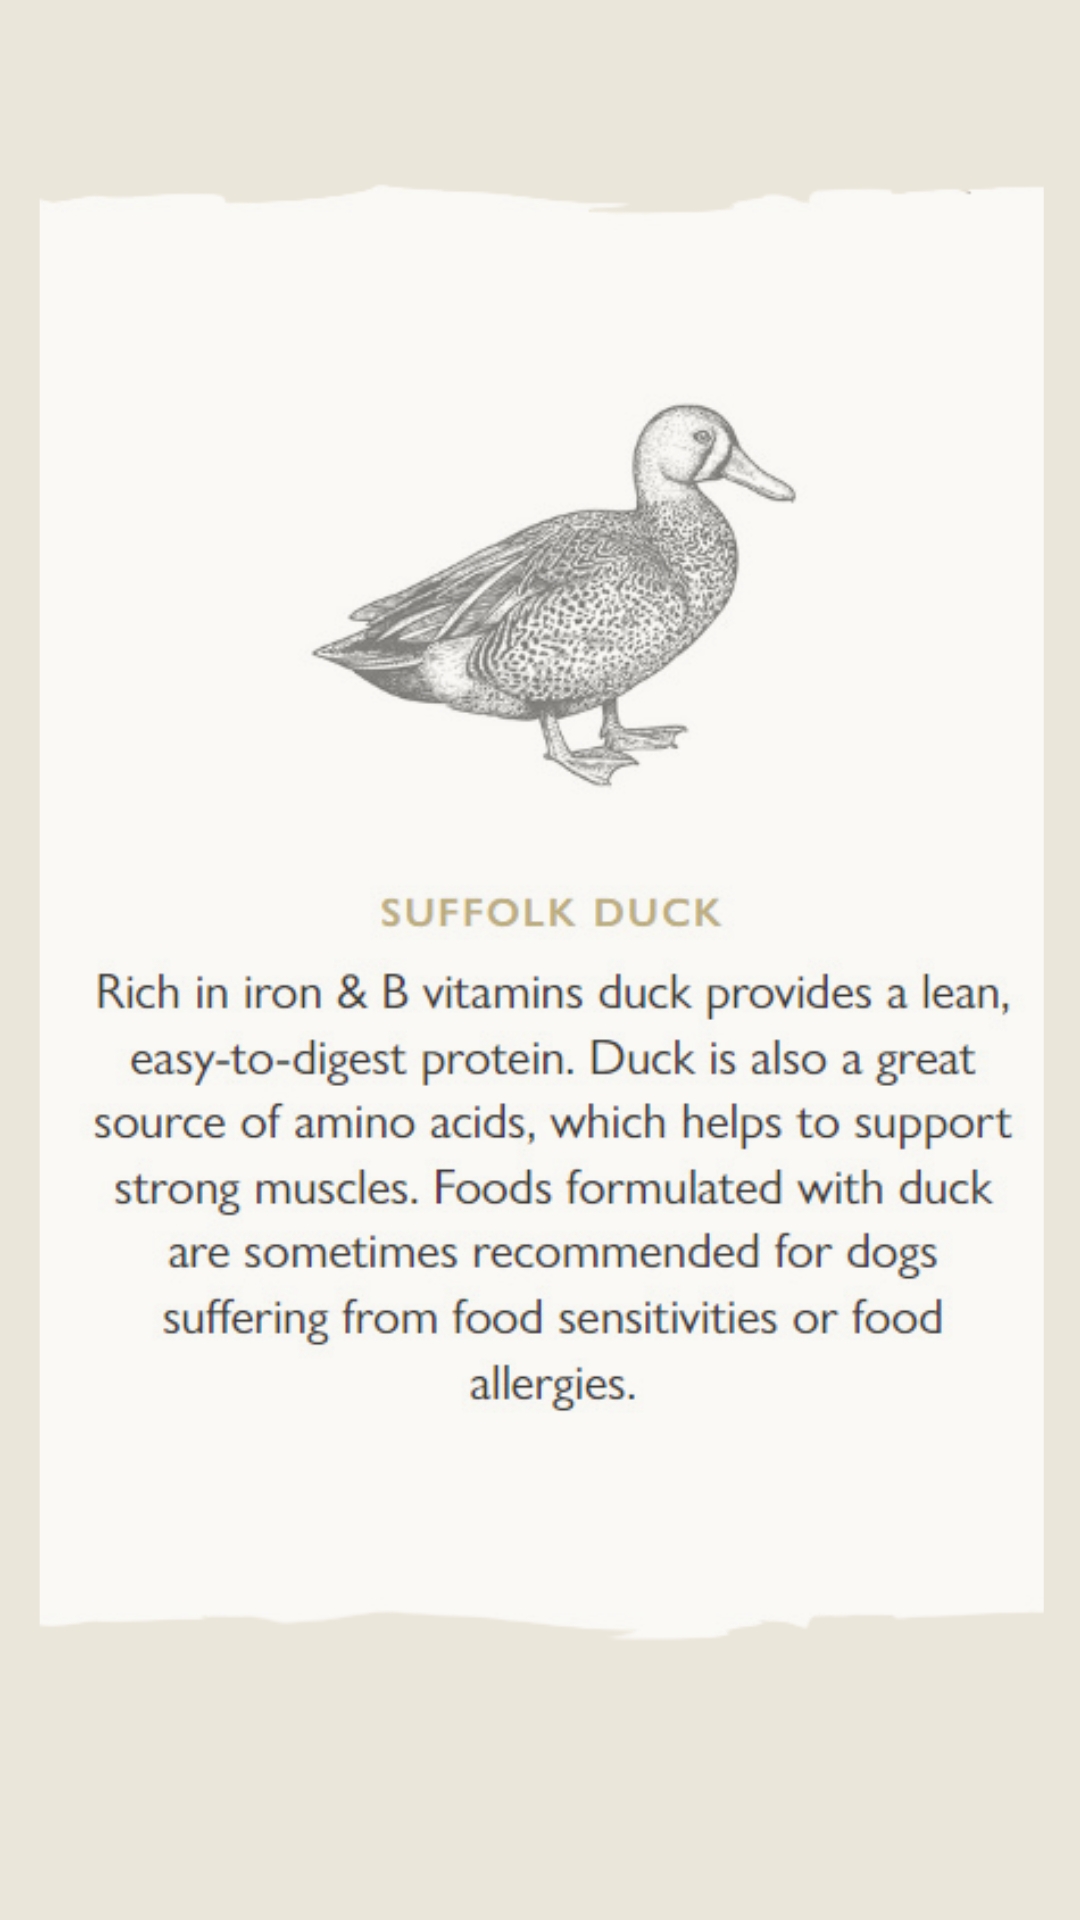 SUFFOLK DUCK
Rich in iron & B vitamins duck provides a lean,
easy-to-digest protein. Duck is also a great
source of amino acids, which helps to support
strong muscles. Foods formulated with duck
are sometimes recommended for dogs
suffering from food sensitivities or food
allergies.